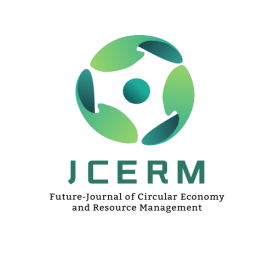 JCERM
Future-Journal of Circular Economy
and Resource Management